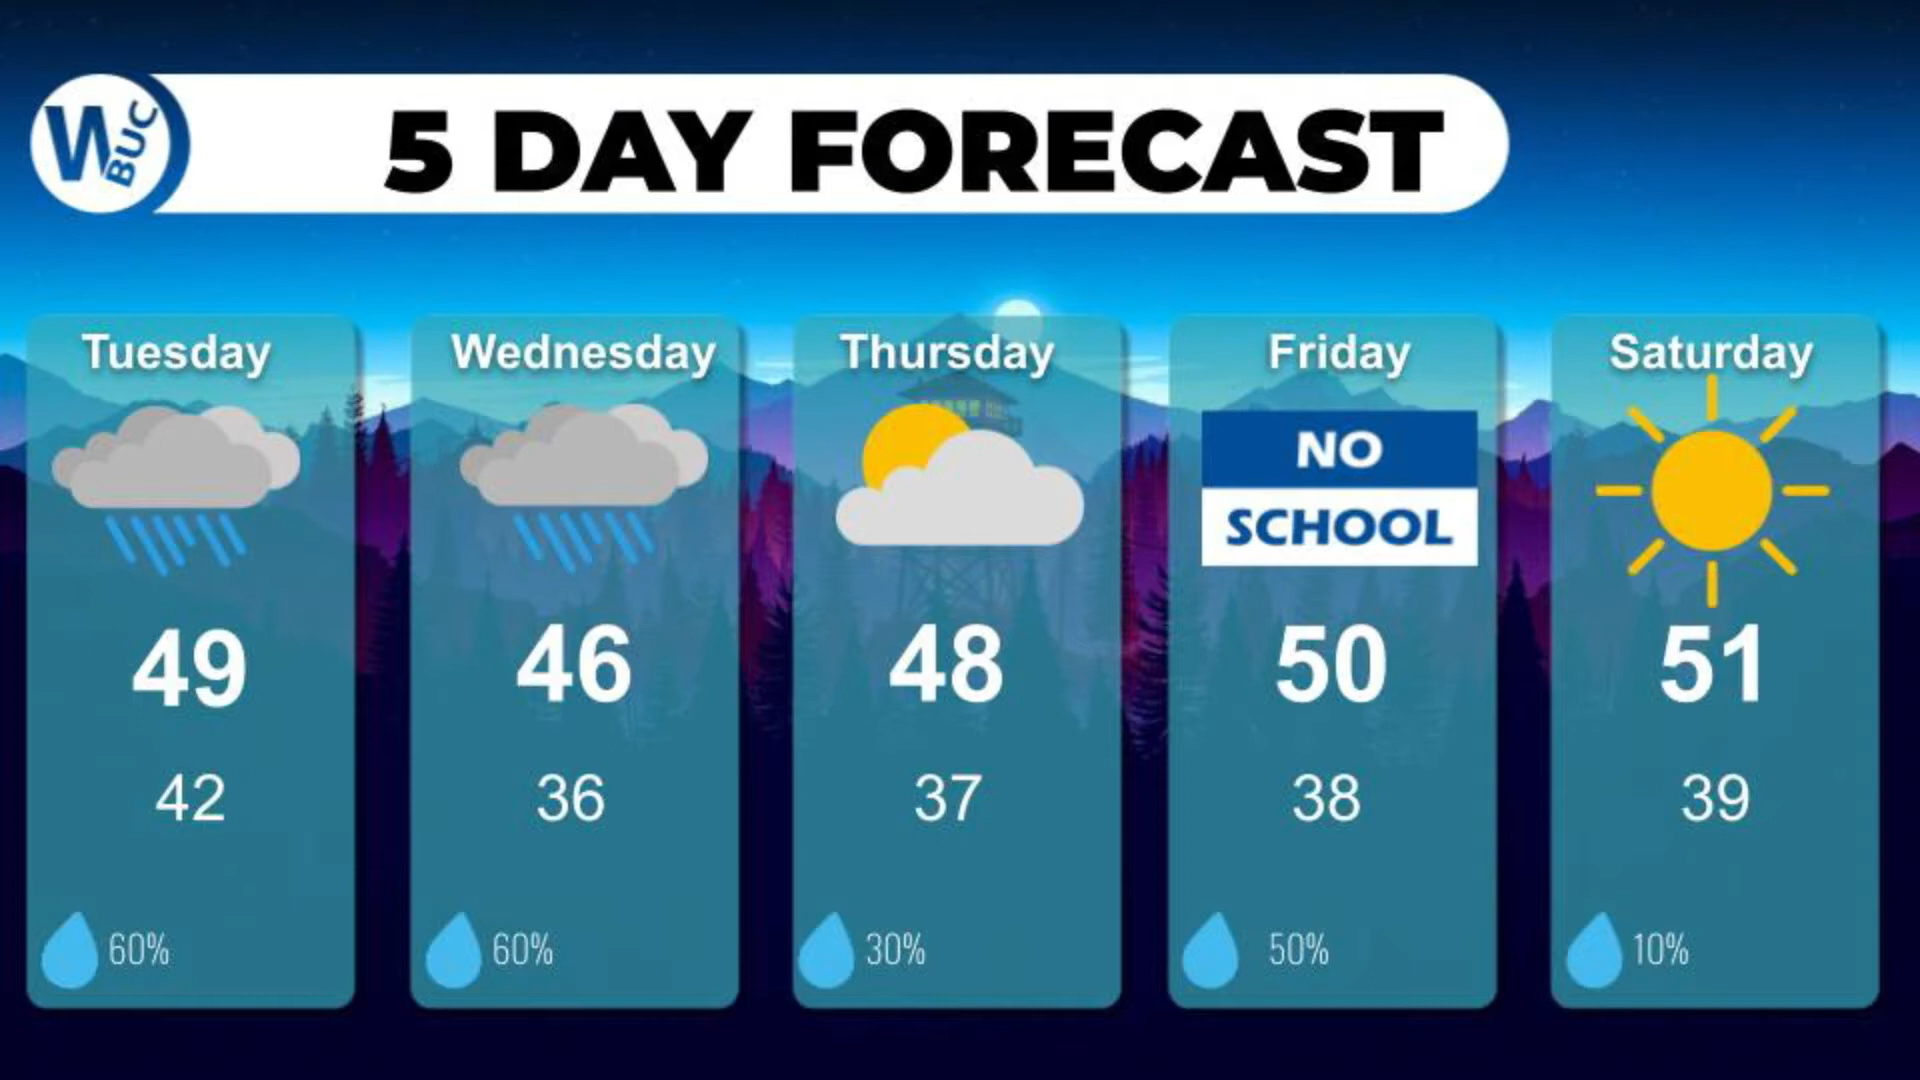 W BUC
5 DAY FORECAST
Tuesday
49
42
60%
Wednesday
46
36
60%
Thursday
48
37
30%
Friday
NO
SCHOOL
50
38
50%
Saturday
51
39
10%